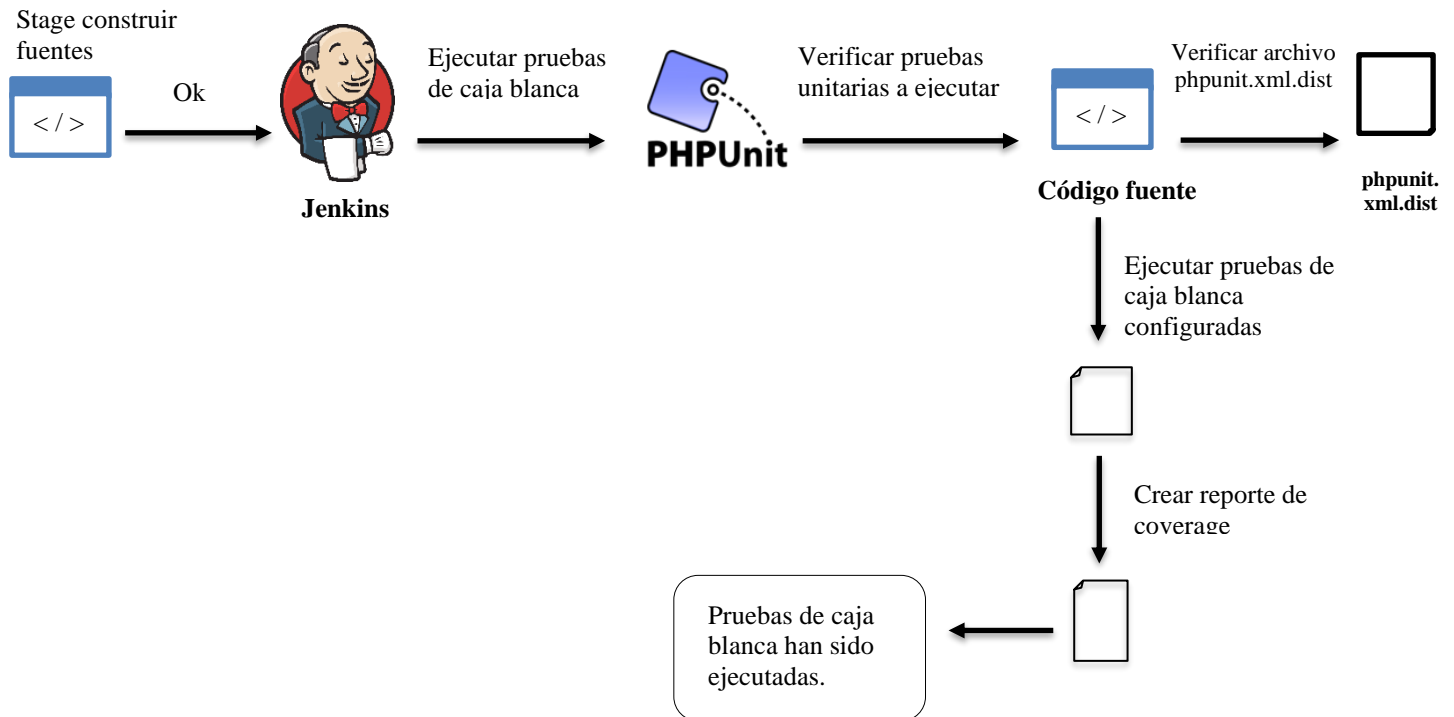 Stage construir
fuentes
</>
Ok
Jenkins
Ejecutar pruebas
de caja blanca
PHPUnit
Verificar pruebas
unitarias a ejecutar
</>
Código fuente
Verificar archivo
phpunit.xml.dist
phpunit.
xml.dist
Ejecutar pruebas de
caja blanca
configuradas
Crear reporte de
coverage
Pruebas de caja
blanca han sido
ejecutadas.